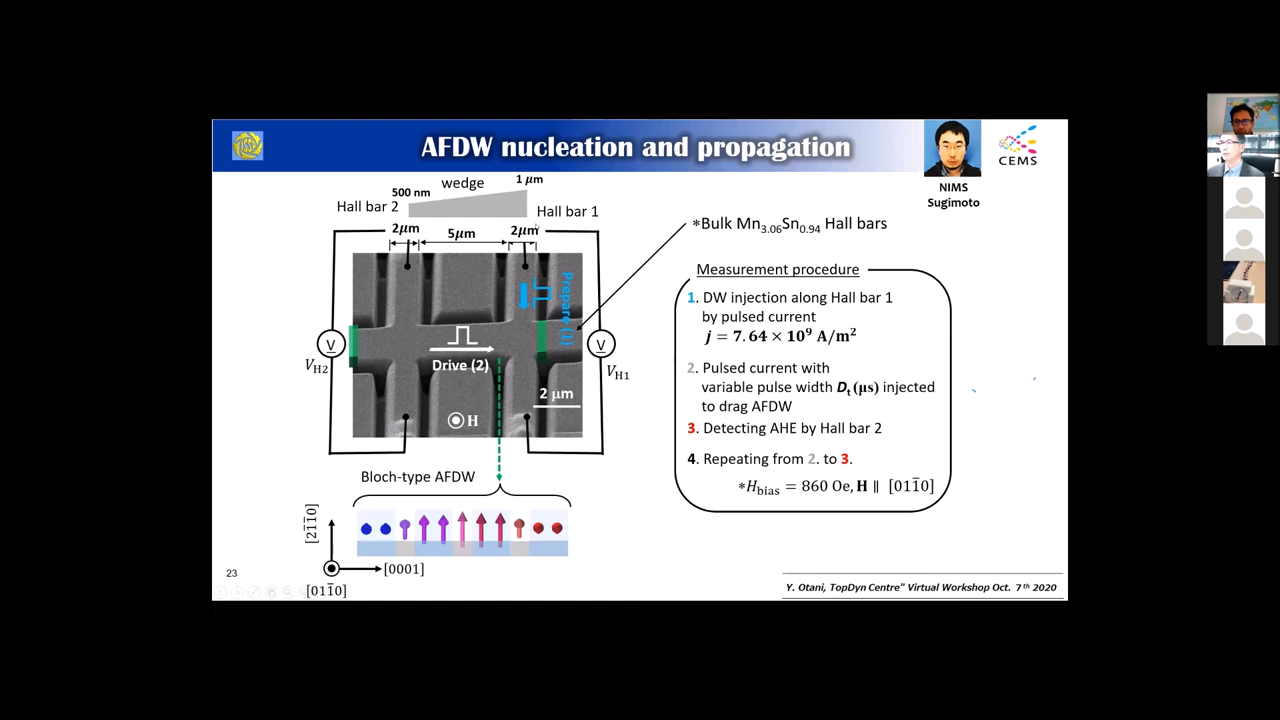 AFDW nucleation and propagation
CEMS
NIMS
Sugimoto
wedge
500 nm
1 μm
Hall bar 2
Hall bar 1
2μm
5μm
2μm
Prepare (1)
Drive (2)
2 μm
H
V
V_H2
V
V_H1
*Bulk Mn₃.₀₆Sn₀.₉₄ Hall bars
Measurement procedure
1. DW injection along Hall bar 1
by pulsed current
j = 7.64 × 10⁹ A/m²
2. Pulsed current with
variable pulse width Dₜ (μs) injected
to drag AFDW
3. Detecting AHE by Hall bar 2
4. Repeating from 2. to 3.
*H_bias = 860 Oe, H ∥ [011̅0]
Bloch-type AFDW
[21̅1̅0]
[0001]
[011̅0]
23
Y. Otani, TopDyn Centre" Virtual Workshop Oct. 7th 2020